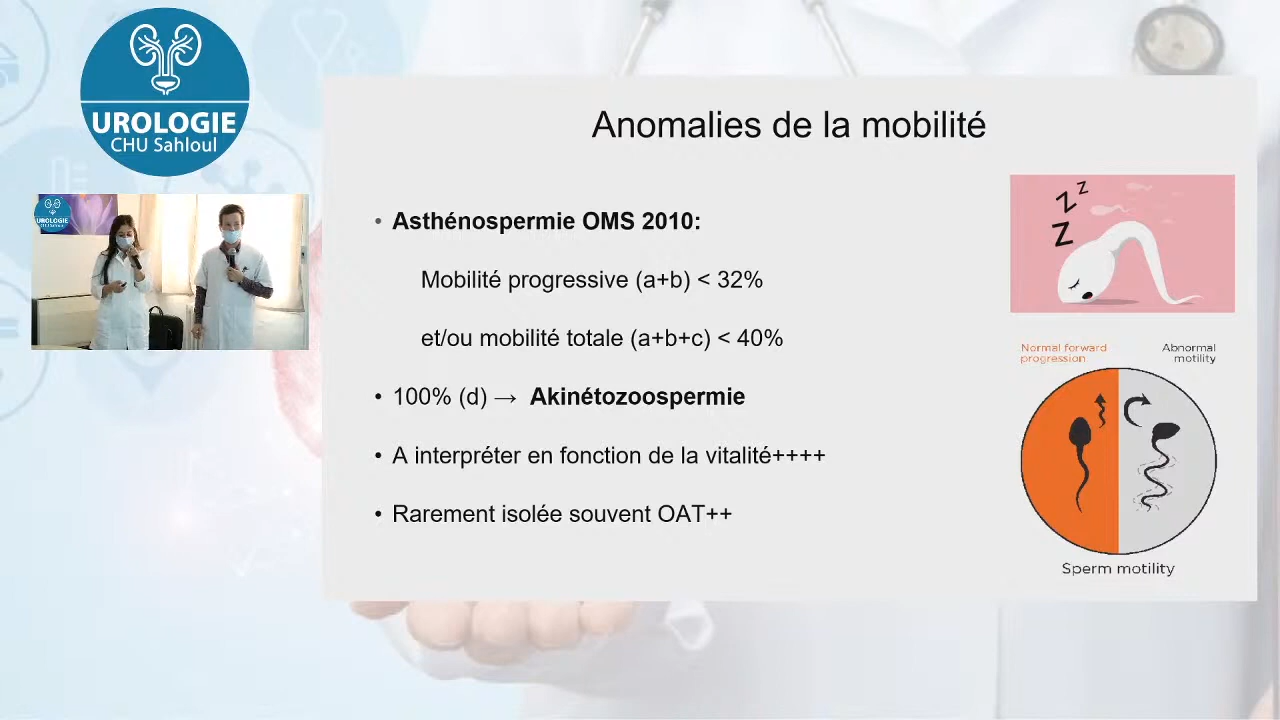 UROLOGIE
CHU Sahloul
UROLOGIE
Anomalies de la mobilité
• Asthénospermie OMS 2010:
Mobilité progressive (a+b) < 32%
et/ou mobilité totale (a+b+c) < 40%
• 100% (d) → Akinétozoospermie
• A interpréter en fonction de la vitalité++++
• Rarement isolée souvent OAT++
Z Z Z
Normal forward
progression
Abnormal
motility
Sperm motility